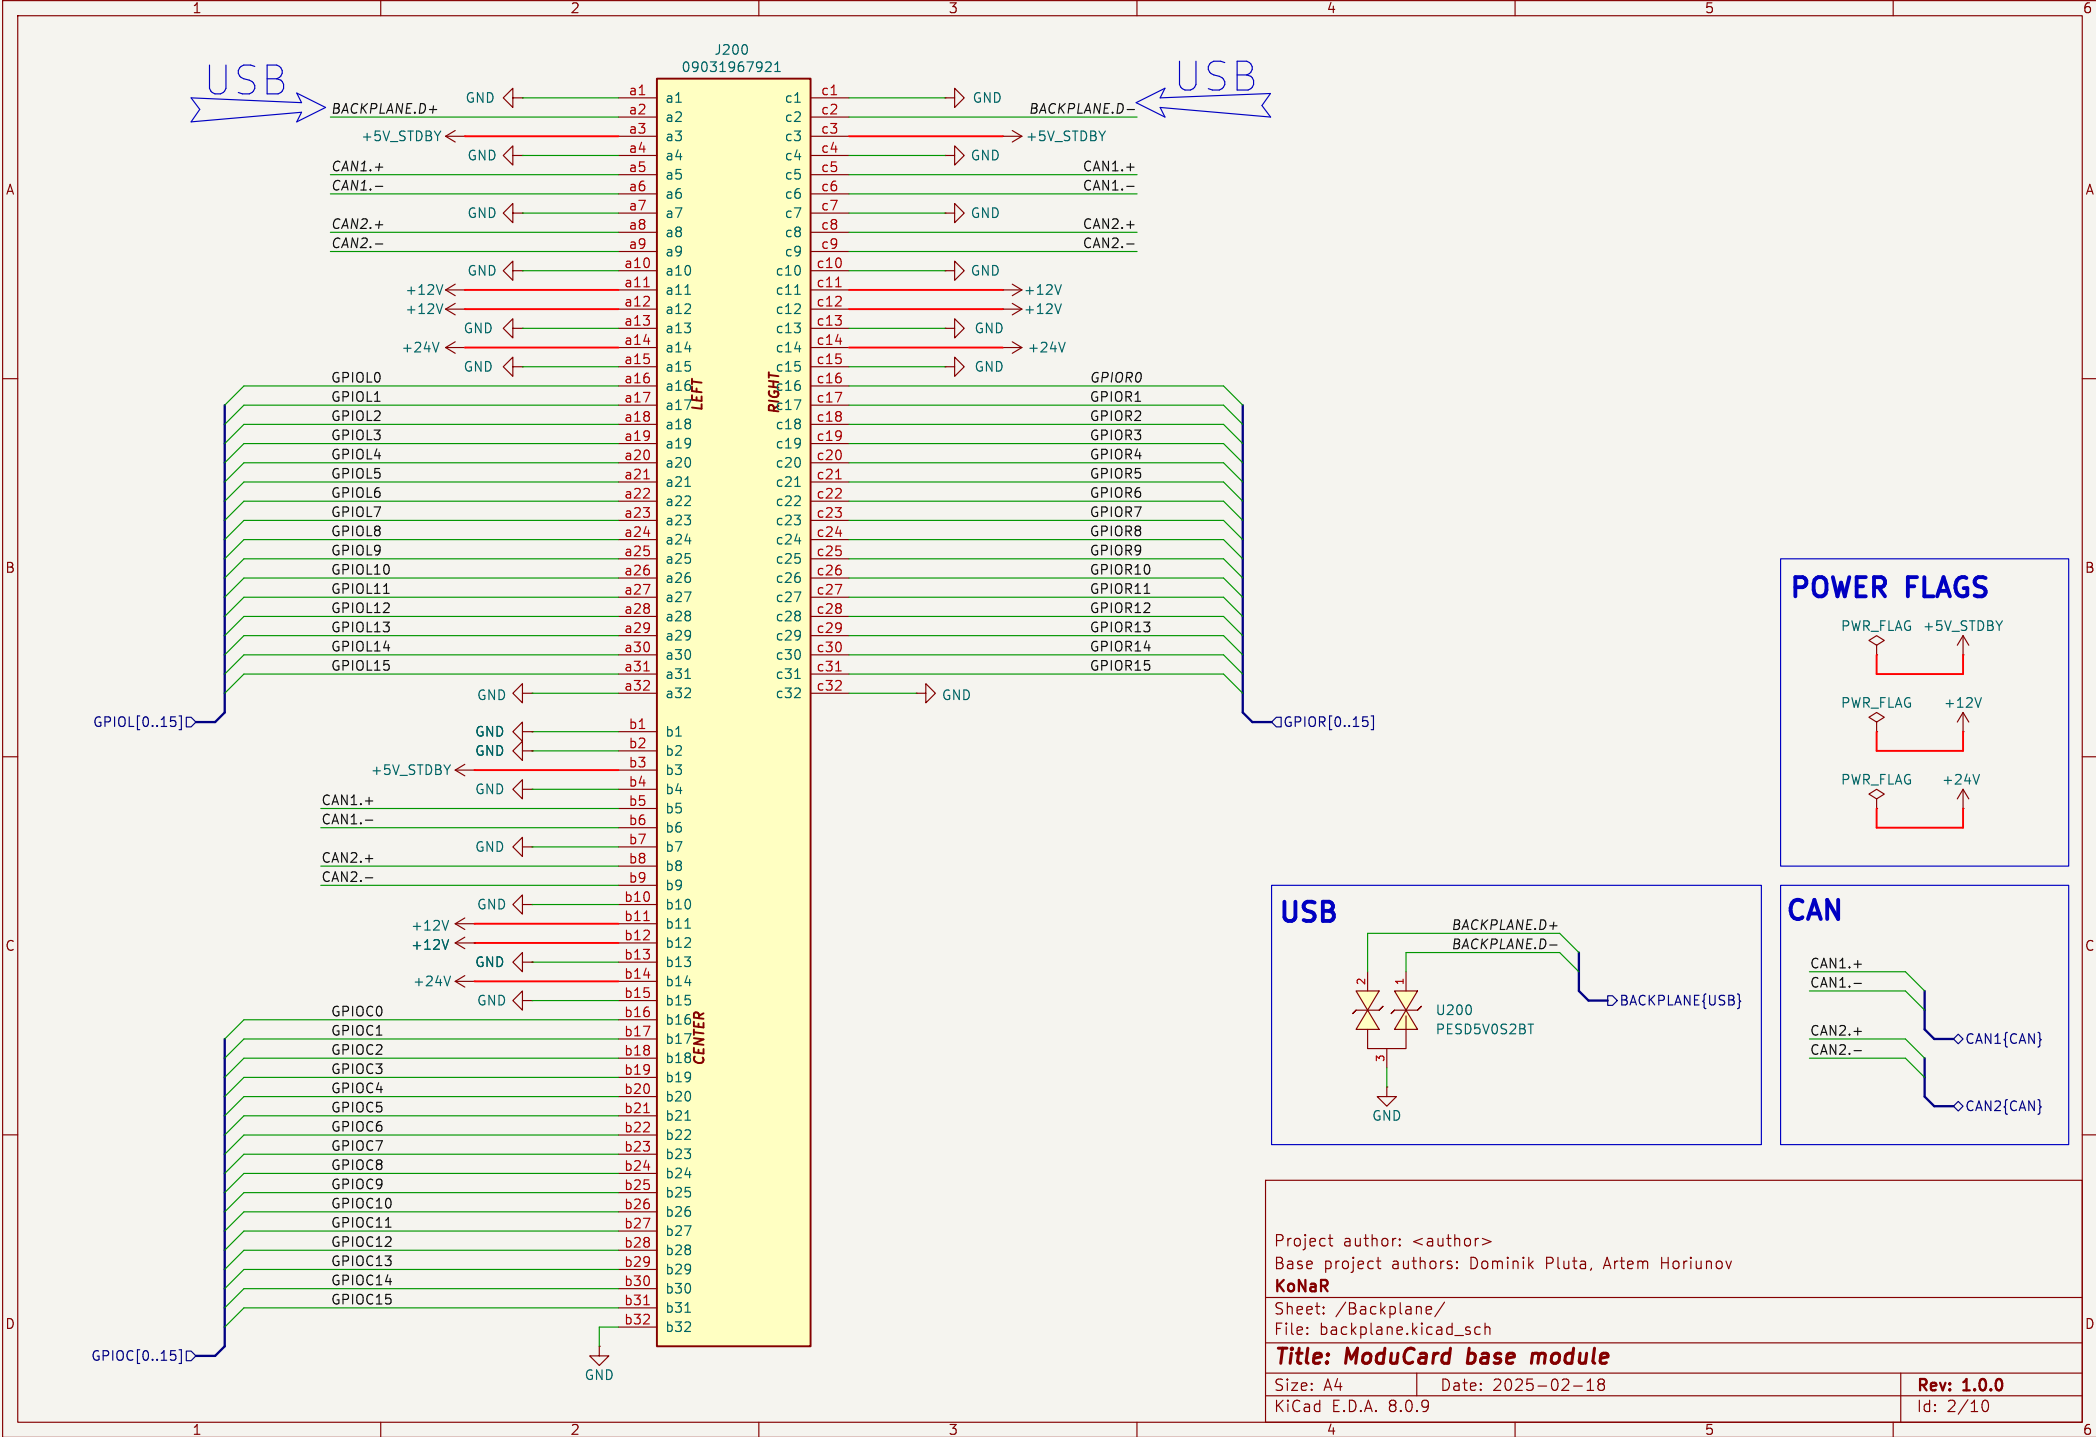 1 2 3 4 5 6
J200
09031967921
USB
USB
GND a1 a1 c1 c1 GND
BACKPLANE.D+ a2 a2 c2 c2 BACKPLANE.D-
+5V_STDBY a3 a3 c3 c3 +5V_STDBY
GND a4 a4 c4 c4 GND
CAN1.+ a5 a5 c5 c5 CAN1.+
CAN1.- a6 a6 c6 c6 CAN1.-
A A
GND a7 a7 c7 c7 GND
CAN2.+ a8 a8 c8 c8 CAN2.+
CAN2.- a9 a9 c9 c9 CAN2.-
GND a10 a10 c10 c10 GND
+12V a11 a11 c11 c11 +12V
+12V a12 a12 c12 c12 +12V
GND a13 a13 c13 c13 GND
+24V a14 a14 c14 c14 +24V
GND a15 a15 c15 c15 GND
GPIOL0 a16 a16 c16 c16 GPIOR0
LEFT RIGHT
GPIOL1 a17 a17 c17 c17 GPIOR1
GPIOL2 a18 a18 c18 c18 GPIOR2
GPIOL3 a19 a19 c19 c19 GPIOR3
GPIOL4 a20 a20 c20 c20 GPIOR4
GPIOL5 a21 a21 c21 c21 GPIOR5
GPIOL6 a22 a22 c22 c22 GPIOR6
GPIOL7 a23 a23 c23 c23 GPIOR7
GPIOL8 a24 a24 c24 c24 GPIOR8
GPIOL9 a25 a25 c25 c25 GPIOR9
B B
GPIOL10 a26 a26 c26 c26 GPIOR10
GPIOL11 a27 a27 c27 c27 GPIOR11
GPIOL12 a28 a28 c28 c28 GPIOR12
GPIOL13 a29 a29 c29 c29 GPIOR13
GPIOL14 a30 a30 c30 c30 GPIOR14
GPIOL15 a31 a31 c31 c31 GPIOR15
GND a32 a32 c32 c32 GND
GPIOL[0..15] GPIOR[0..15]
GND b1 b1
GND b2 b2
+5V_STDBY b3 b3
GND b4 b4
CAN1.+ b5 b5
CAN1.- b6 b6
GND b7 b7
CAN2.+ b8 b8
CAN2.- b9 b9
GND b10 b10
+12V b11 b11
+12V b12 b12
C C
GND b13 b13
+24V b14 b14
GND b15 b15
GPIOC0 b16 b16
CENTER
GPIOC1 b17 b17
GPIOC2 b18 b18
GPIOC3 b19 b19
GPIOC4 b20 b20
GPIOC5 b21 b21
GPIOC6 b22 b22
GPIOC7 b23 b23
GPIOC8 b24 b24
GPIOC9 b25 b25
GPIOC10 b26 b26
GPIOC11 b27 b27
GPIOC12 b28 b28
GPIOC13 b29 b29
GPIOC14 b30 b30
GPIOC15 b31 b31
b32 b32
D D
GPIOC[0..15]
GND
POWER FLAGS
PWR_FLAG +5V_STDBY
PWR_FLAG +12V
PWR_FLAG +24V
USB
BACKPLANE.D+
BACKPLANE.D-
2 1
BACKPLANE{USB}
U200
PESD5V0S2BT
3
GND
CAN
CAN1.+
CAN1.-
CAN2.+
CAN1{CAN}
CAN2.-
CAN2{CAN}
Project author: <author>
Base project authors: Dominik Pluta, Artem Horiunov
KoNaR
Sheet: /Backplane/
File: backplane.kicad_sch
Title: ModuCard base module
Size: A4 Date: 2025-02-18 Rev: 1.0.0
KiCad E.D.A. 8.0.9 Id: 2/10
1 2 3 4 5 6